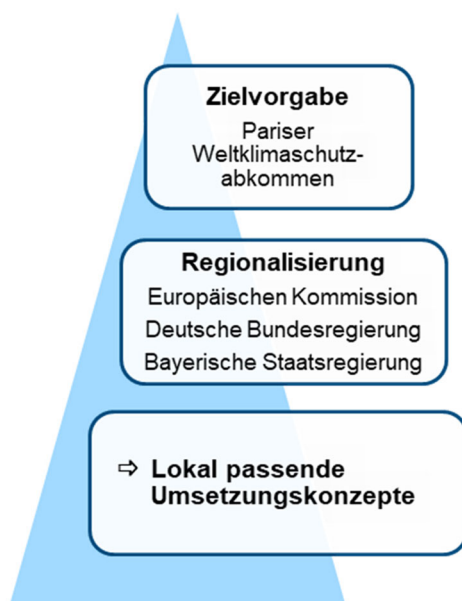 Zielvorgabe
Pariser
Weltklimaschutz-
abkommen
Regionalisierung
Europäischen Kommission
Deutsche Bundesregierung
Bayerische Staatsregierung
⇨ Lokal passende
Umsetzungskonzepte